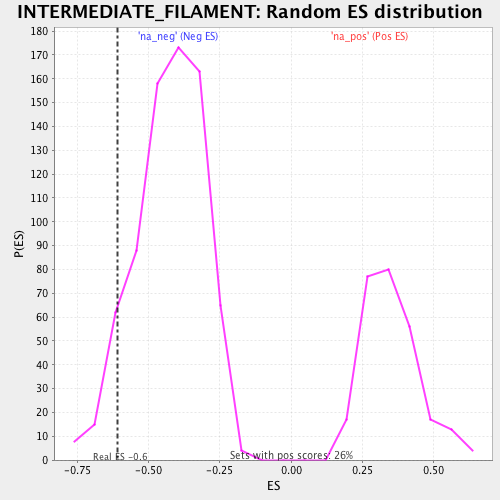 INTERMEDIATE_FILAMENT: Random ES distribution
'na_neg' (Neg ES) 'na_pos' (Pos ES)
180
170
160
150
140
130
120
110
100
90
80
70
60
50
40
30
20
10
0
P(ES)
Real ES -0.6
Sets with pos scores: 26%
-0.75 -0.50 -0.25 0.00 0.25 0.50
ES